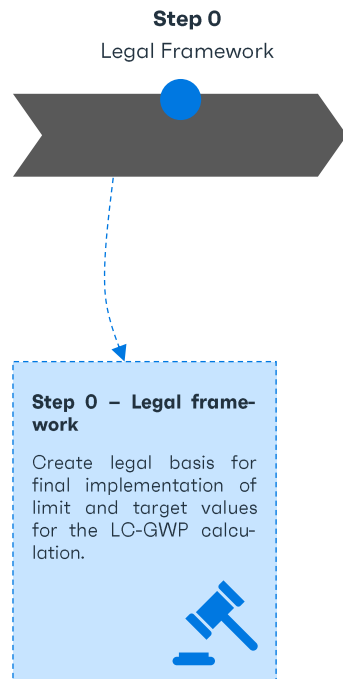 Step 0
Legal Framework
Step 0 – Legal frame-
work
Create legal basis for
final implementation of
limit and target values
for the LC-GWP calcu-
lation.